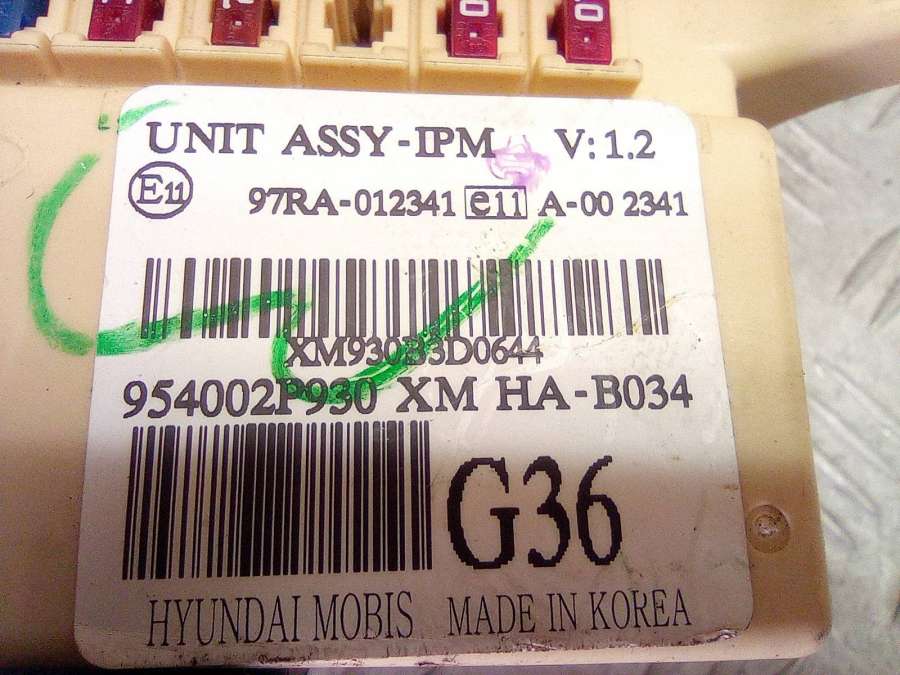 UNIT ASSY-IPM V:1.2
E11 97RA-012341 e11 A-00 2341
XM930B3D0644
954002P930 XM HA-B034
G36
HYUNDAI MOBIS MADE IN KOREA